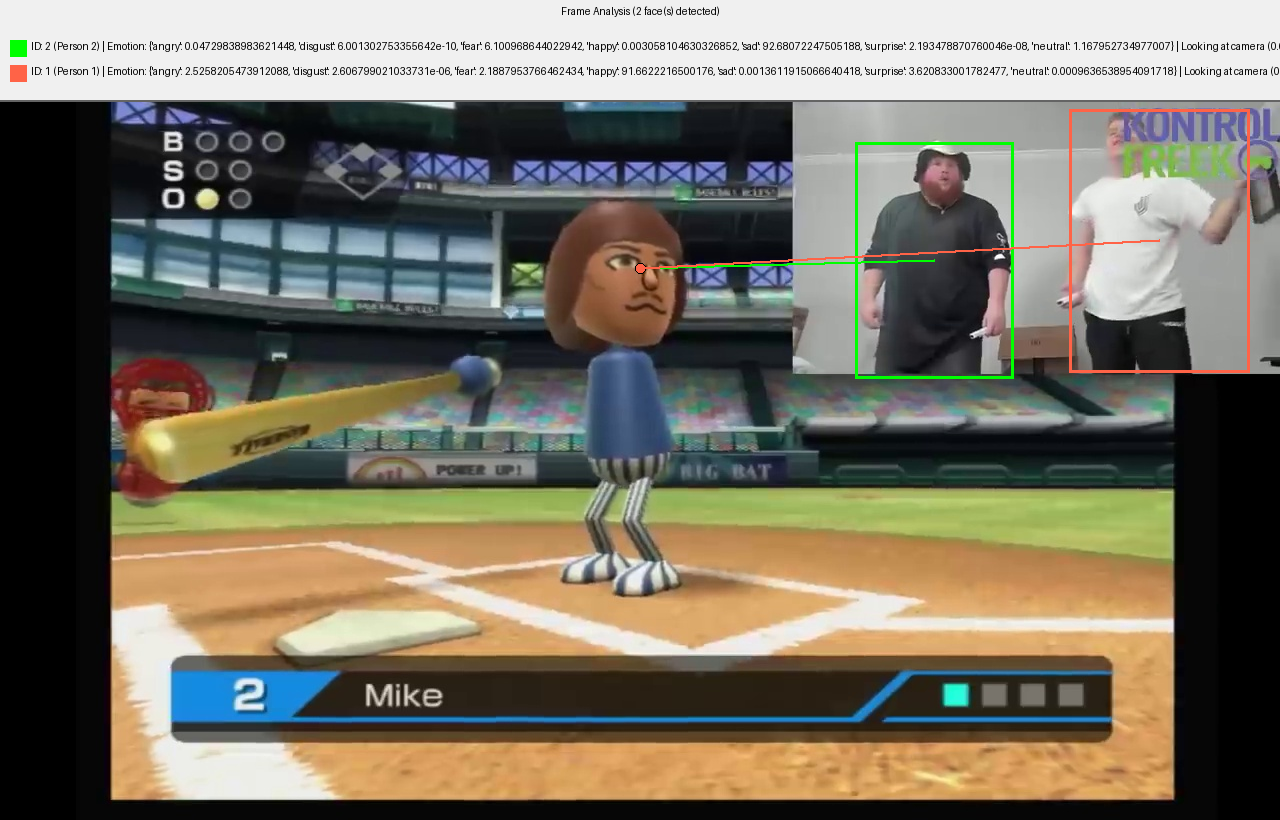 Frame Analysis (2 face(s) detected)
ID: 2 (Person 2) | Emotion: {'angry': 0.04729838983621448, 'disgust': 6.001302753355642e-10, 'fear': 6.100968644022942, 'happy': 0.003058104630326852, 'sad': 92.68072247505188, 'surprise': 2.193478870760046e-08, 'neutral': 1.167952734977007} | Looking at camera (0.
ID: 1 (Person 1) | Emotion: {'angry': 2.5258205473912088, 'disgust': 2.606799021033731e-06, 'fear': 2.1887953766462434, 'happy': 91.6622216500176, 'sad': 0.0013611915066640418, 'surprise': 3.620833001782477, 'neutral': 0.0009636538954091718} | Looking at camera (0
B
S
O
KONTROL
FREEK
POWER UP!
BIG BAT
2 Mike